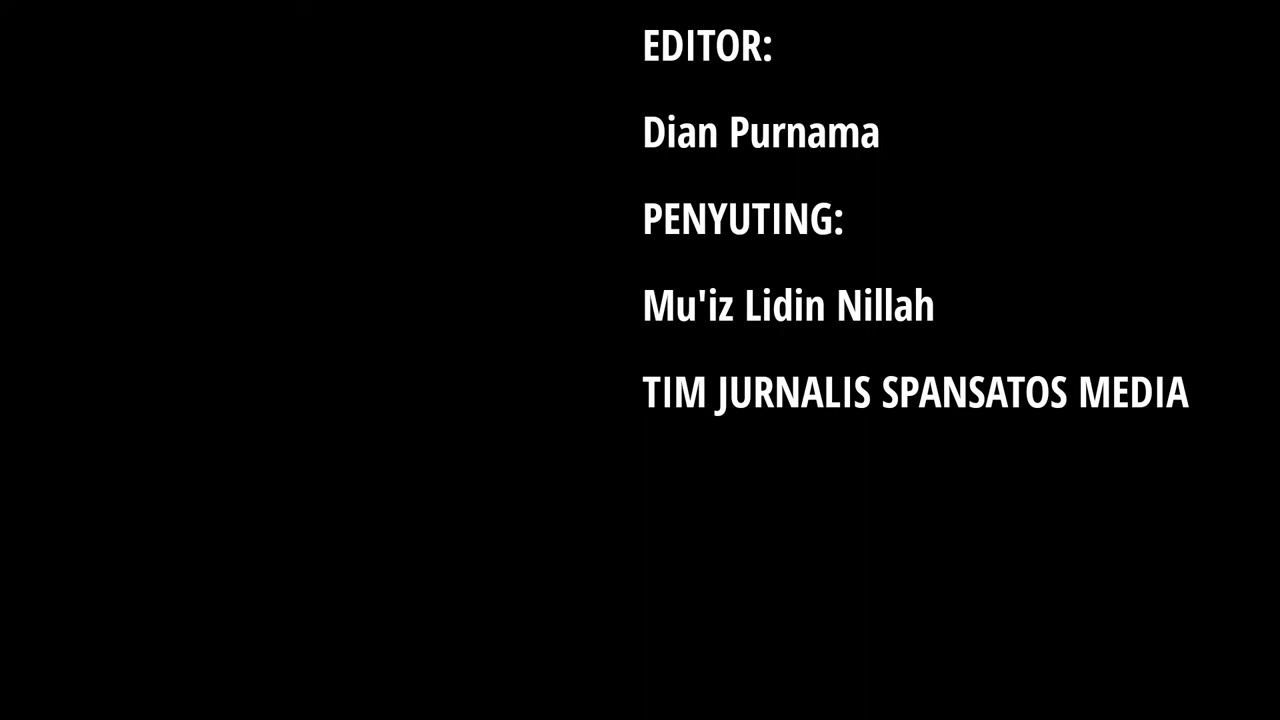 EDITOR:
Dian Purnama
PENYUTING:
Mu'iz Lidin Nillah
TIM JURNALIS SPANSATOS MEDIA